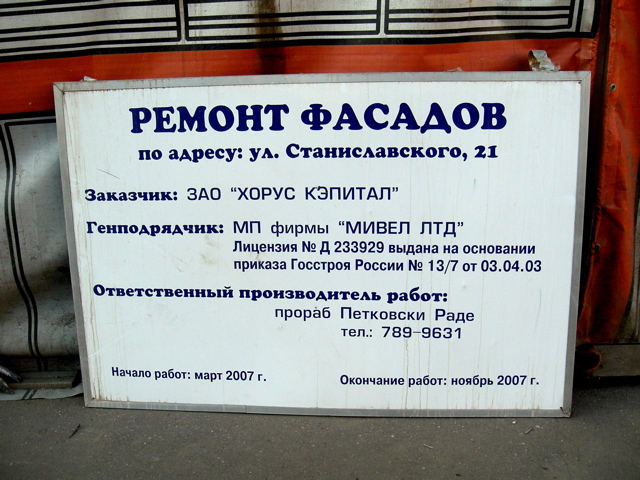 РЕМОНТ ФАСАДОВ
по адресу: ул. Станиславского, 21
Заказчик: ЗАО "ХОРУС КЭПИТАЛ"
Генподрядчик: МП фирмы "МИВЕЛ ЛТД"
Лицензия № Д 233929 выдана на основании
приказа Госстроя России № 13/7 от 03.04.03
Ответственный производитель работ:
прораб Петковски Раде
тел.: 789-9631
Начало работ: март 2007 г.
Окончание работ: ноябрь 2007 г.